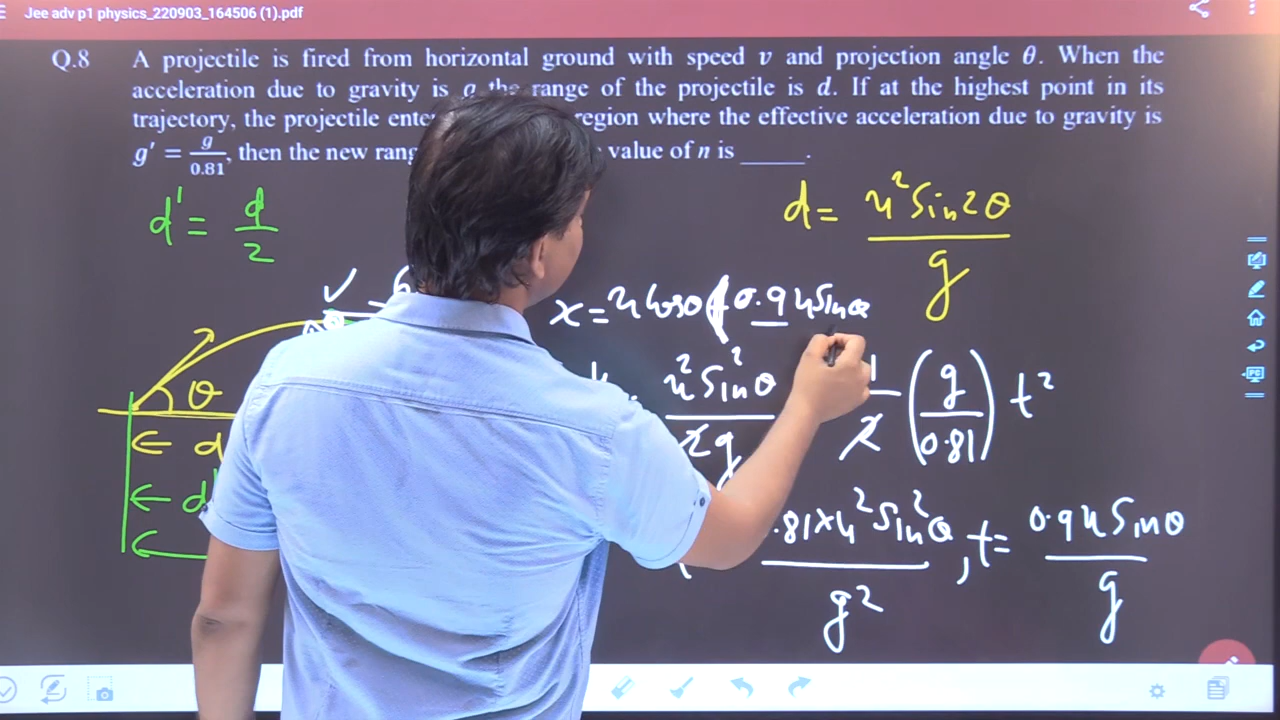 Jee adv p1 physics_220903_164506 (1).pdf
Q.8 A projectile is fired from horizontal ground with speed v and projection angle θ. When the
acceleration due to gravity is g the range of the projectile is d. If at the highest point in its
trajectory, the projectile region where the effective acceleration due to gravity is
g' = g/0.81, then the new value of n is _____.
d' = d/2
d = u²Sin2θ/g
x = u Cosθ 0.9 u Sinθ
θ
u²Sin²θ/2g 1/2 (g/0.81) t²
← d
← d'
.81×u²Sin²θ/g², t = 0.9u Sinθ/g